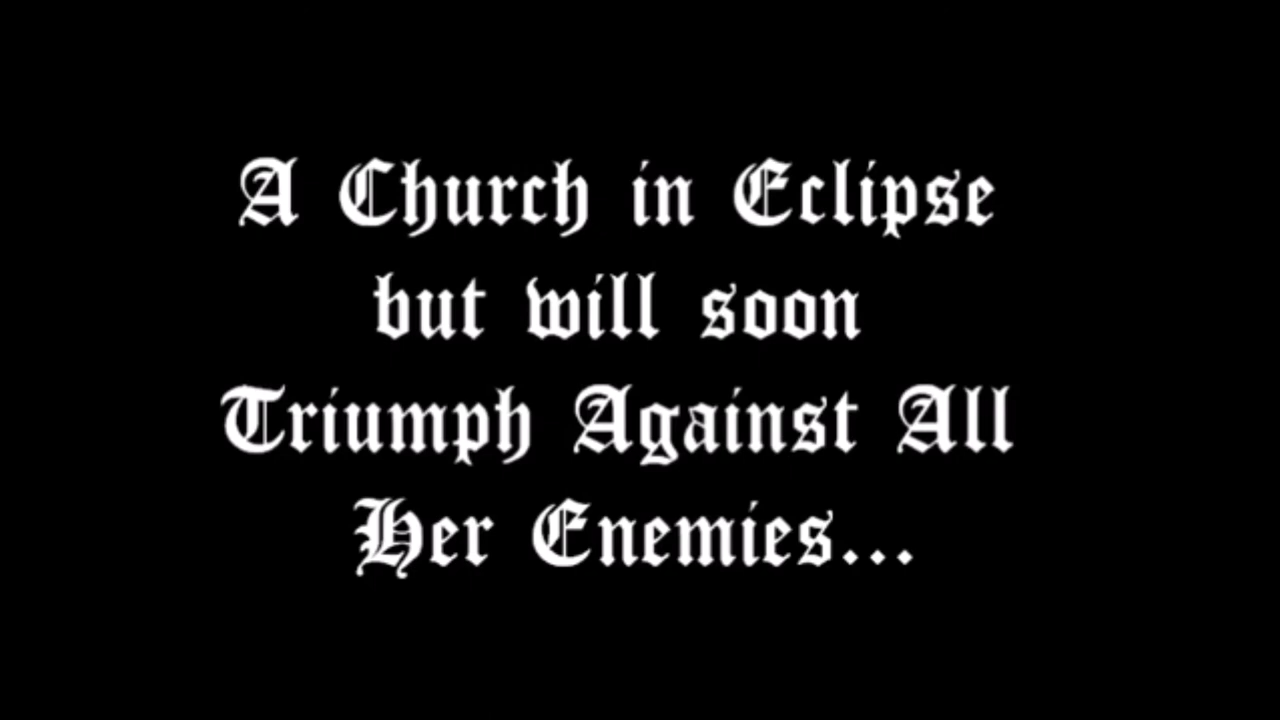 A Church in Eclipse
but will soon
Triumph Against All
Her Enemies...